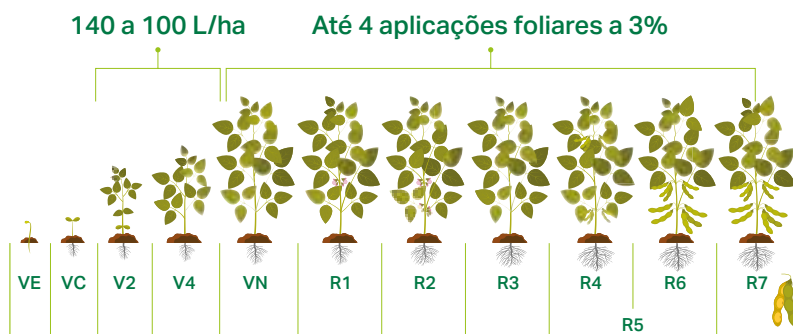 140 a 100 L/ha
Até 4 aplicações foliares a 3%
VE VC V2 V4 VN R1 R2 R3 R4 R6 R7
R5